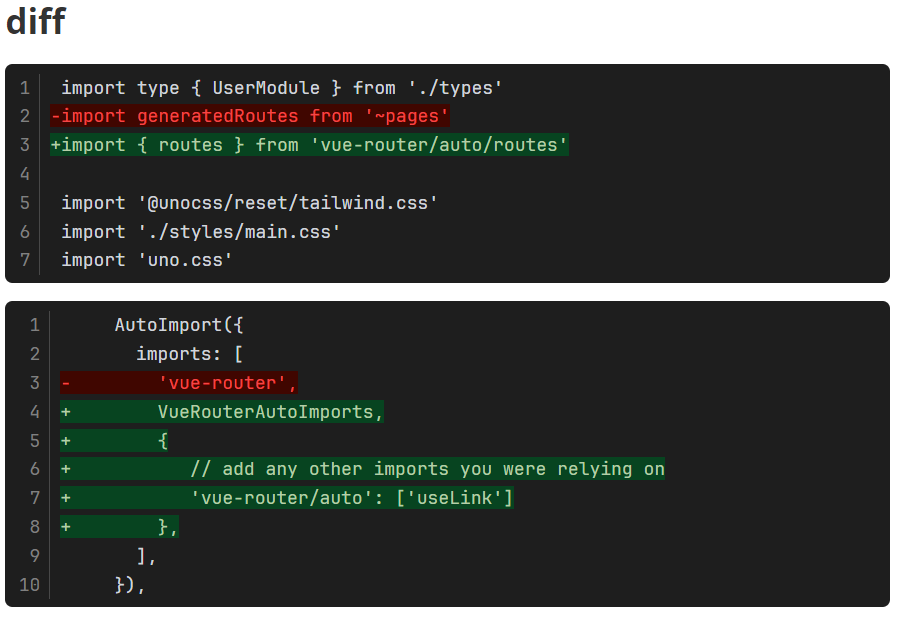 diff
1 import type { UserModule } from './types'
2 -import generatedRoutes from '~pages'
3 +import { routes } from 'vue-router/auto/routes'
4
5 import '@unocss/reset/tailwind.css'
6 import './styles/main.css'
7 import 'uno.css'
1 AutoImport({
2 imports: [
3 - 'vue-router',
4 + VueRouterAutoImports,
5 + {
6 + // add any other imports you were relying on
7 + 'vue-router/auto': ['useLink']
8 + },
9 ],
10 }),